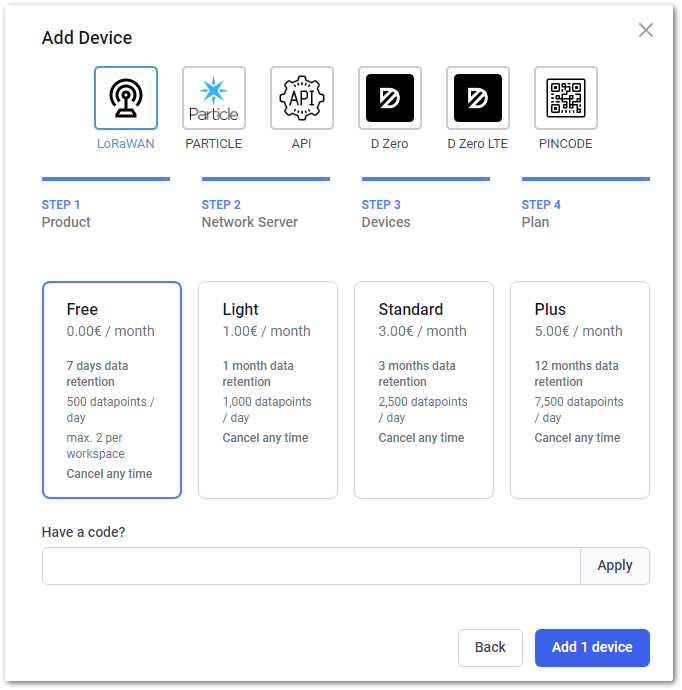 Add Device
API
Particle
LoRaWAN
PARTICLE
API
D Zero
D Zero LTE
PINCODE
STEP 1
Product
STEP 2
Network Server
STEP 3
Devices
STEP 4
Plan
Free
0.00€ / month
7 days data
retention
500 datapoints /
day
max. 2 per
workspace
Cancel any time
Light
1.00€ / month
1 month data
retention
1,000 datapoints
/ day
Cancel any time
Standard
3.00€ / month
3 months data
retention
2,500 datapoints
/ day
Cancel any time
Plus
5.00€ / month
12 months data
retention
7,500 datapoints
/ day
Cancel any time
Have a code?
Apply
Back
Add 1 device